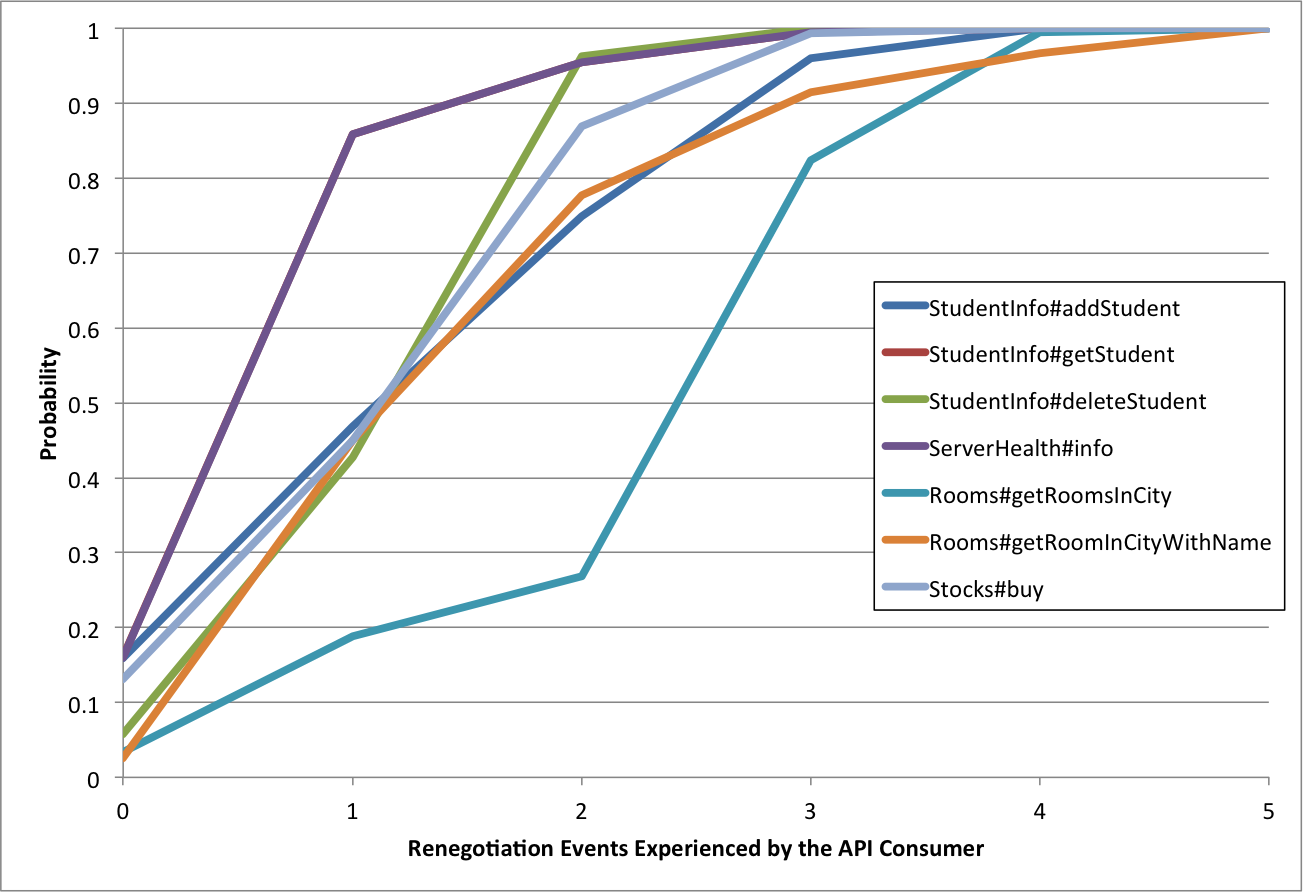 1
0.9
0.8
0.7
0.6
0.5
0.4
0.3
0.2
0.1
0
Probability
0 1 2 3 4 5
Renegotiation Events Experienced by the API Consumer
StudentInfo#addStudent
StudentInfo#getStudent
StudentInfo#deleteStudent
ServerHealth#info
Rooms#getRoomsInCity
Rooms#getRoomInCityWithName
Stocks#buy